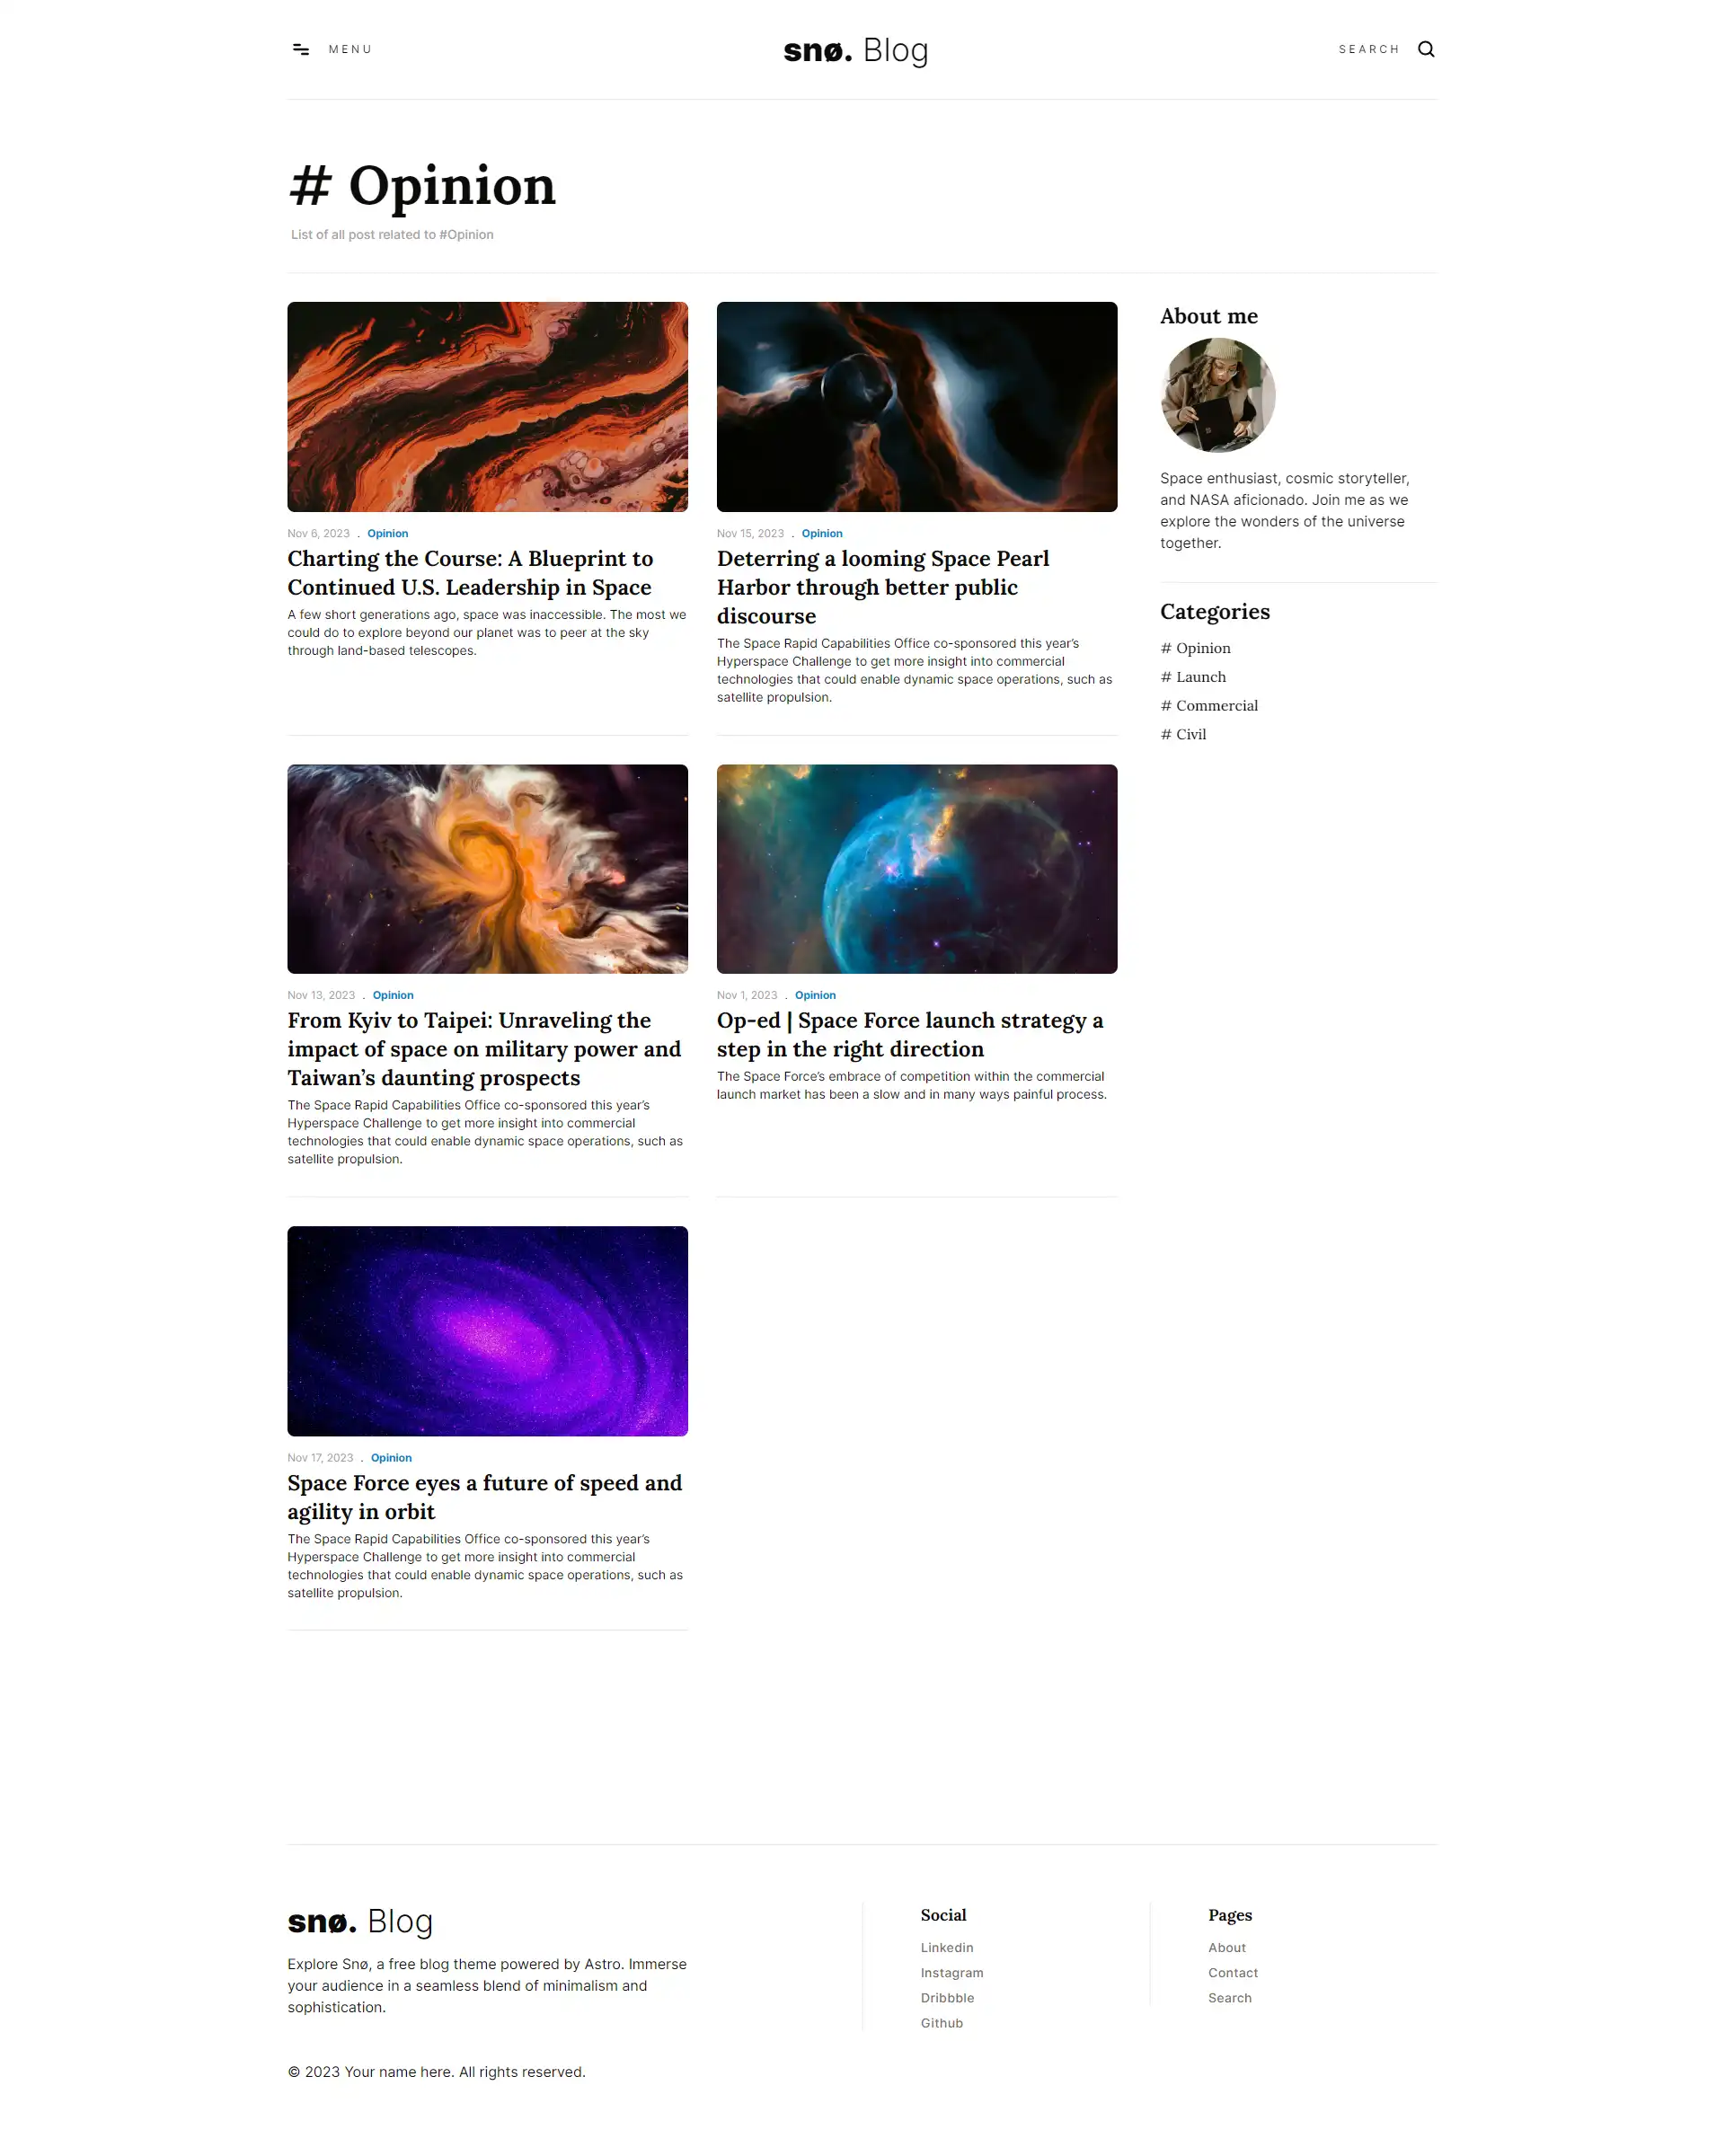 MENU
snø. Blog
SEARCH
# Opinion
List of all post related to #Opinion
Nov 6, 2023 . Opinion
Charting the Course: A Blueprint to
Continued U.S. Leadership in Space
A few short generations ago, space was inaccessible. The most we
could do to explore beyond our planet was to peer at the sky
through land-based telescopes.
Nov 15, 2023 . Opinion
Deterring a looming Space Pearl
Harbor through better public
discourse
The Space Rapid Capabilities Office co-sponsored this year’s
Hyperspace Challenge to get more insight into commercial
technologies that could enable dynamic space operations, such as
satellite propulsion.
About me
Space enthusiast, cosmic storyteller,
and NASA aficionado. Join me as we
explore the wonders of the universe
together.
Categories
# Opinion
# Launch
# Commercial
# Civil
Nov 13, 2023 . Opinion
From Kyiv to Taipei: Unraveling the
impact of space on military power and
Taiwan’s daunting prospects
The Space Rapid Capabilities Office co-sponsored this year’s
Hyperspace Challenge to get more insight into commercial
technologies that could enable dynamic space operations, such as
satellite propulsion.
Nov 1, 2023 . Opinion
Op-ed | Space Force launch strategy a
step in the right direction
The Space Force’s embrace of competition within the commercial
launch market has been a slow and in many ways painful process.
Nov 17, 2023 . Opinion
Space Force eyes a future of speed and
agility in orbit
The Space Rapid Capabilities Office co-sponsored this year’s
Hyperspace Challenge to get more insight into commercial
technologies that could enable dynamic space operations, such as
satellite propulsion.
snø. Blog
Explore Snø, a free blog theme powered by Astro. Immerse
your audience in a seamless blend of minimalism and
sophistication.
Social
Linkedin
Instagram
Dribbble
Github
Pages
About
Contact
Search
© 2023 Your name here. All rights reserved.